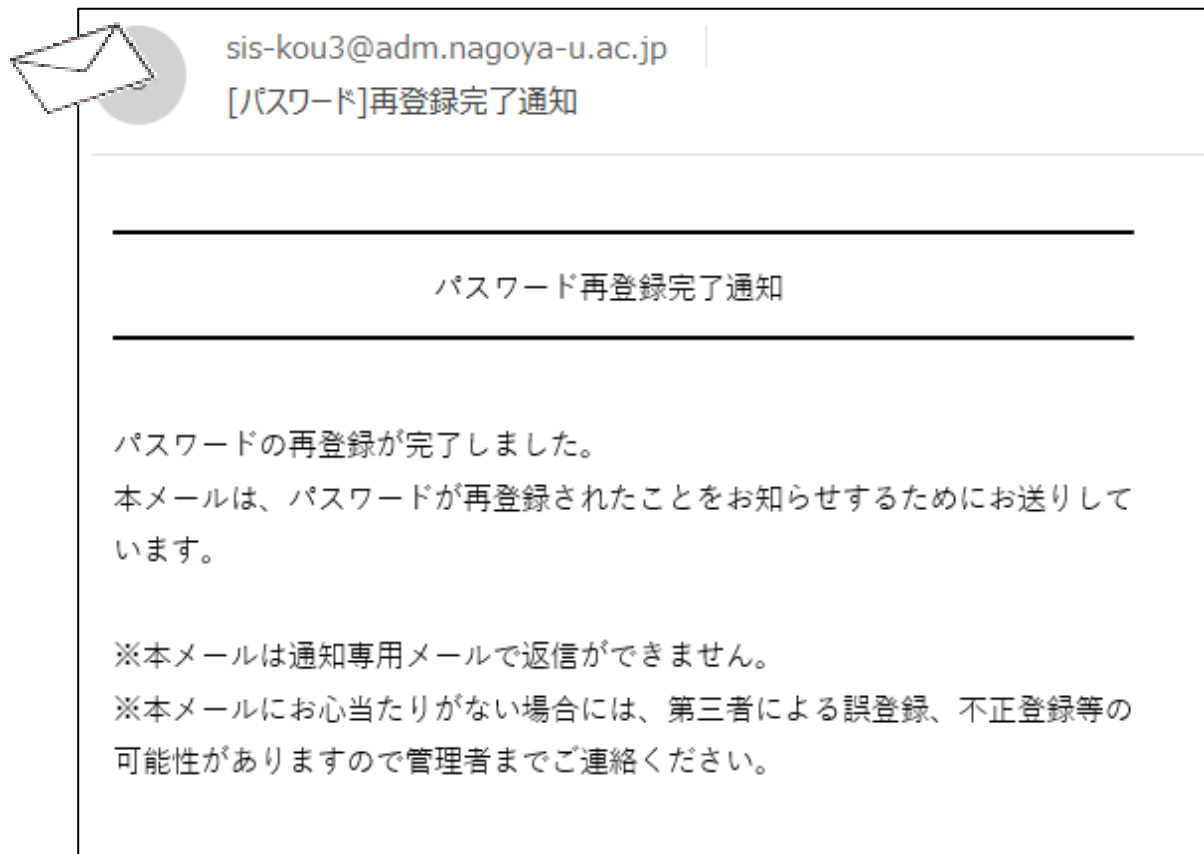 sis-kou3@adm.nagoya-u.ac.jp
[パスワード]再登録完了通知
パスワード再登録完了通知
パスワードの再登録が完了しました。
本メールは、パスワードが再登録されたことをお知らせするためにお送りして
います。
※本メールは通知専用メールで返信ができません。
※本メールにお心当たりがない場合には、第三者による誤登録、不正登録等の
可能性がありますので管理者までご連絡ください。